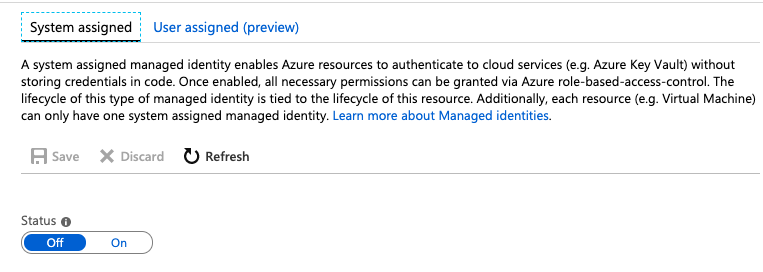 System assigned User assigned (preview)
A system assigned managed identity enables Azure resources to authenticate to cloud services (e.g. Azure Key Vault) without
storing credentials in code. Once enabled, all necessary permissions can be granted via Azure role-based-access-control. The
lifecycle of this type of managed identity is tied to the lifecycle of this resource. Additionally, each resource (e.g. Virtual Machine)
can only have one system assigned managed identity. Learn more about Managed identities.
Save Discard Refresh
Status
Off On